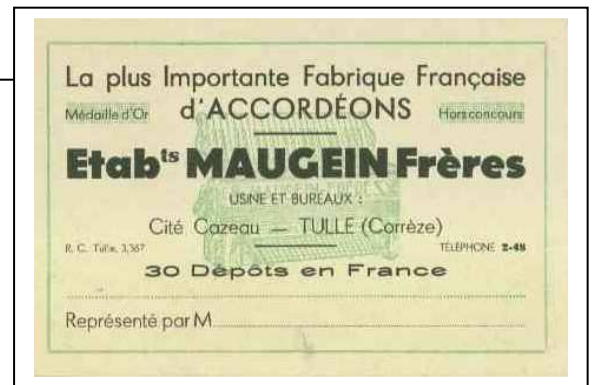 La plus Importante Fabrique Française
Médaille d'Or d'ACCORDÉONS Hors concours
Etabts MAUGEIN Frères
USINE ET BUREAUX :
Cité Cazeau — TULLE (Corrèze)
R. C. Tulle, 3,367 TÉLÉPHONE 2-48
30 Dépôts en France
Représenté par M